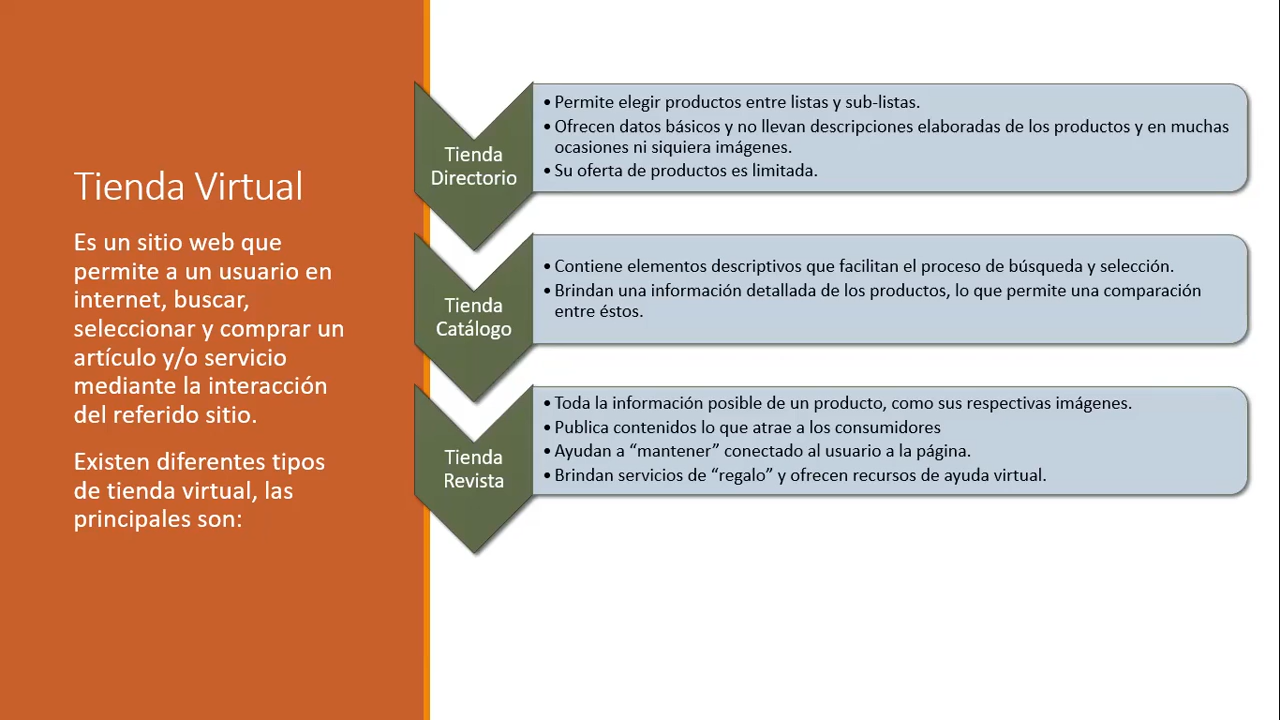 Tienda Virtual
Es un sitio web que
permite a un usuario en
internet, buscar,
seleccionar y comprar un
artículo y/o servicio
mediante la interacción
del referido sitio.
Existen diferentes tipos
de tienda virtual, las
principales son:
Tienda
Directorio
• Permite elegir productos entre listas y sub-listas.
• Ofrecen datos básicos y no llevan descripciones elaboradas de los productos y en muchas
ocasiones ni siquiera imágenes.
• Su oferta de productos es limitada.
Tienda
Catálogo
• Contiene elementos descriptivos que facilitan el proceso de búsqueda y selección.
• Brindan una información detallada de los productos, lo que permite una comparación
entre éstos.
Tienda
Revista
• Toda la información posible de un producto, como sus respectivas imágenes.
• Publica contenidos lo que atrae a los consumidores
• Ayudan a “mantener” conectado al usuario a la página.
• Brindan servicios de “regalo” y ofrecen recursos de ayuda virtual.